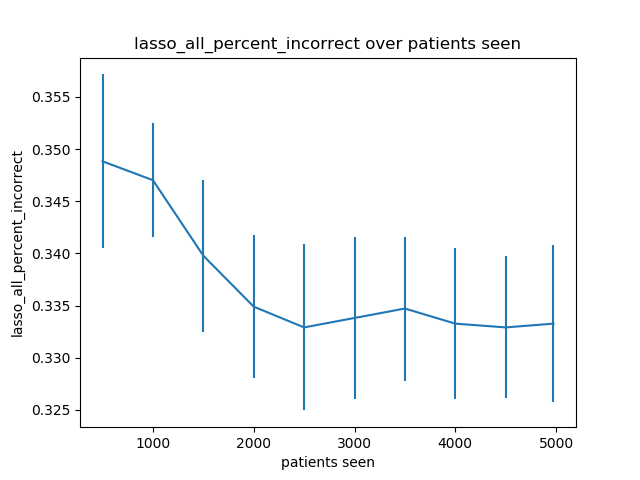 lasso_all_percent_incorrect over patients seen
0.355
0.350
0.345
0.340
0.335
0.330
0.325
lasso_all_percent_incorrect
1000 2000 3000 4000 5000
patients seen